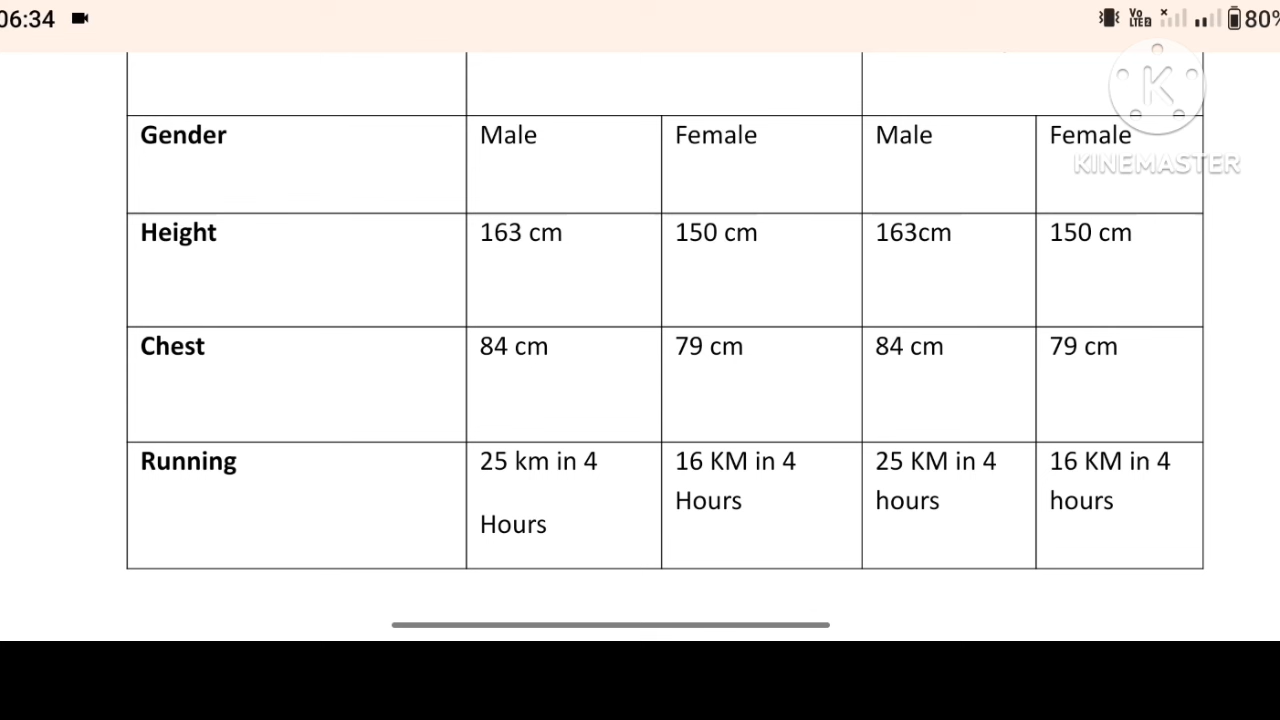 06:34 Vo LTE2 80%
K
KINEMASTER
Gender Male Female Male Female
Height 163 cm 150 cm 163cm 150 cm
Chest 84 cm 79 cm 84 cm 79 cm
Running 25 km in 4 16 KM in 4 25 KM in 4 16 KM in 4
Hours hours hours
Hours